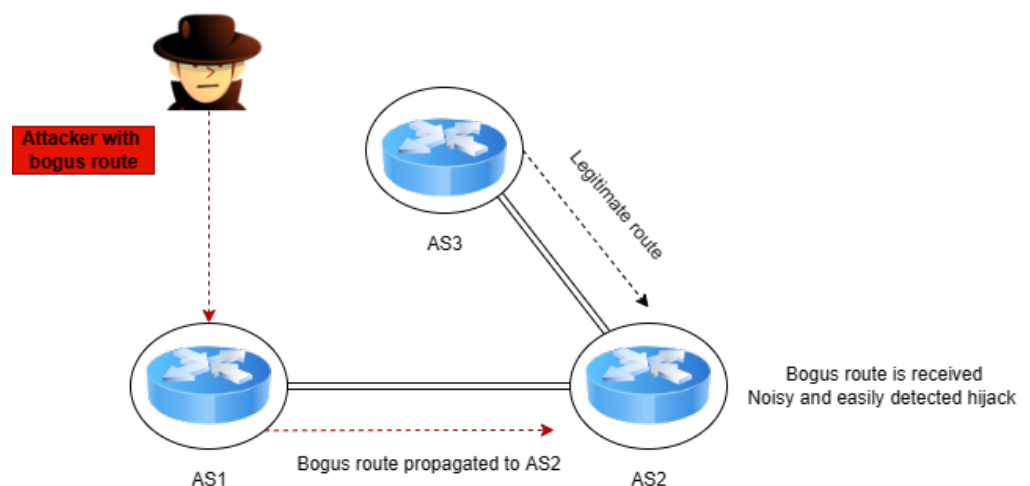 Attacker with
bogus route
Legitimate route
AS3
Bogus route is received
Noisy and easily detected hijack
Bogus route propagated to AS2
AS1
AS2